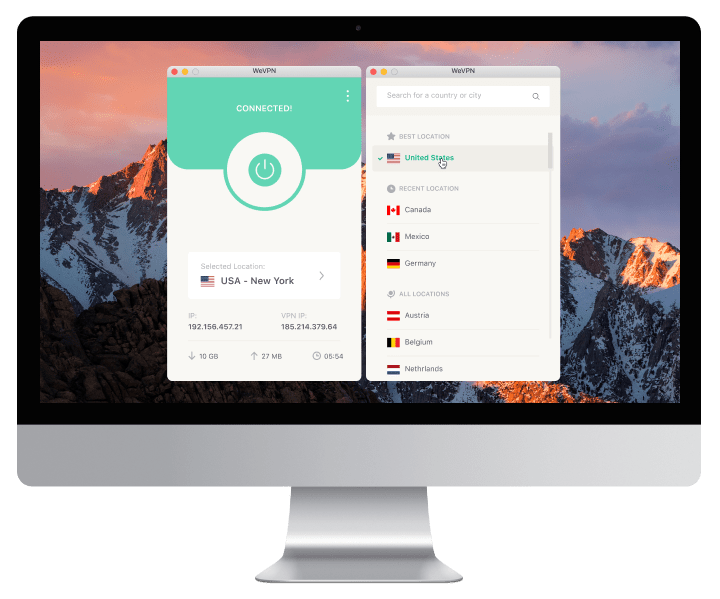 WeVPN
CONNECTED!
Selected Location:
USA - New York
IP:
192.156.457.21
VPN IP:
185.214.379.64
10 GB
27 MB
05:54
WeVPN
Search for a country or city
BEST LOCATION
United States
RECENT LOCATION
Canada
Mexico
Germany
ALL LOCATIONS
Austria
Belgium
Nethrlands